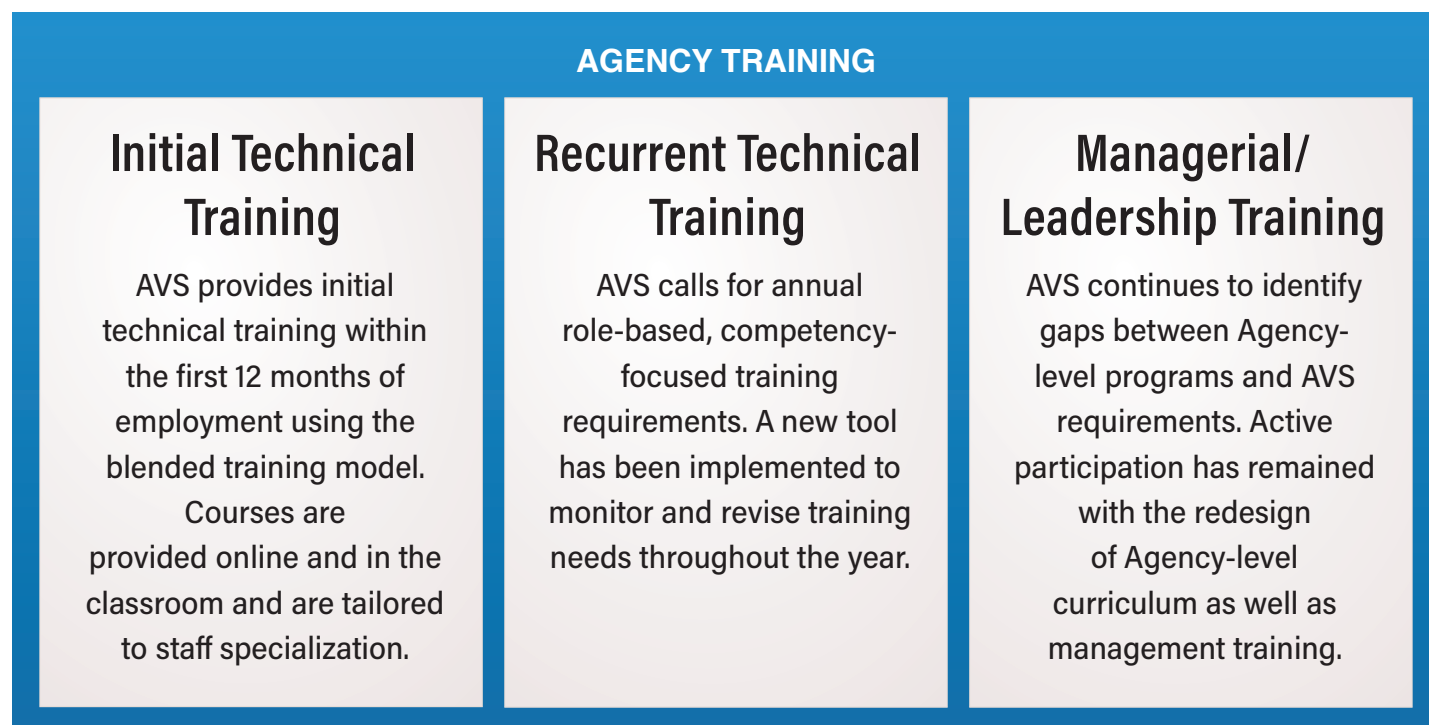 AGENCY TRAINING
Initial Technical
Training
AVS provides initial
technical training within
the first 12 months of
employment using the
blended training model.
Courses are
provided online and in the
classroom and are tailored
to staff specialization.
Recurrent Technical
Training
AVS calls for annual
role-based, competency-
focused training
requirements. A new tool
has been implemented to
monitor and revise training
needs throughout the year.
Managerial/
Leadership Training
AVS continues to identify
gaps between Agency-
level programs and AVS
requirements. Active
participation has remained
with the redesign
of Agency-level
curriculum as well as
management training.